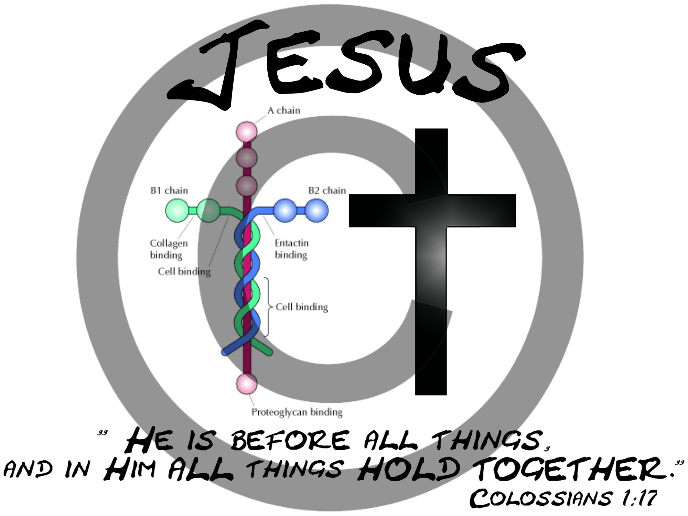 JESUS
A chain
B1 chain
B2 chain
Collagen
binding
Entactin
binding
Cell binding
Cell binding
Proteoglycan binding
" HE IS BEFORE ALL THINGS,
AND IN HIM ALL THINGS HOLD TOGETHER."
COLOSSIANS 1:17